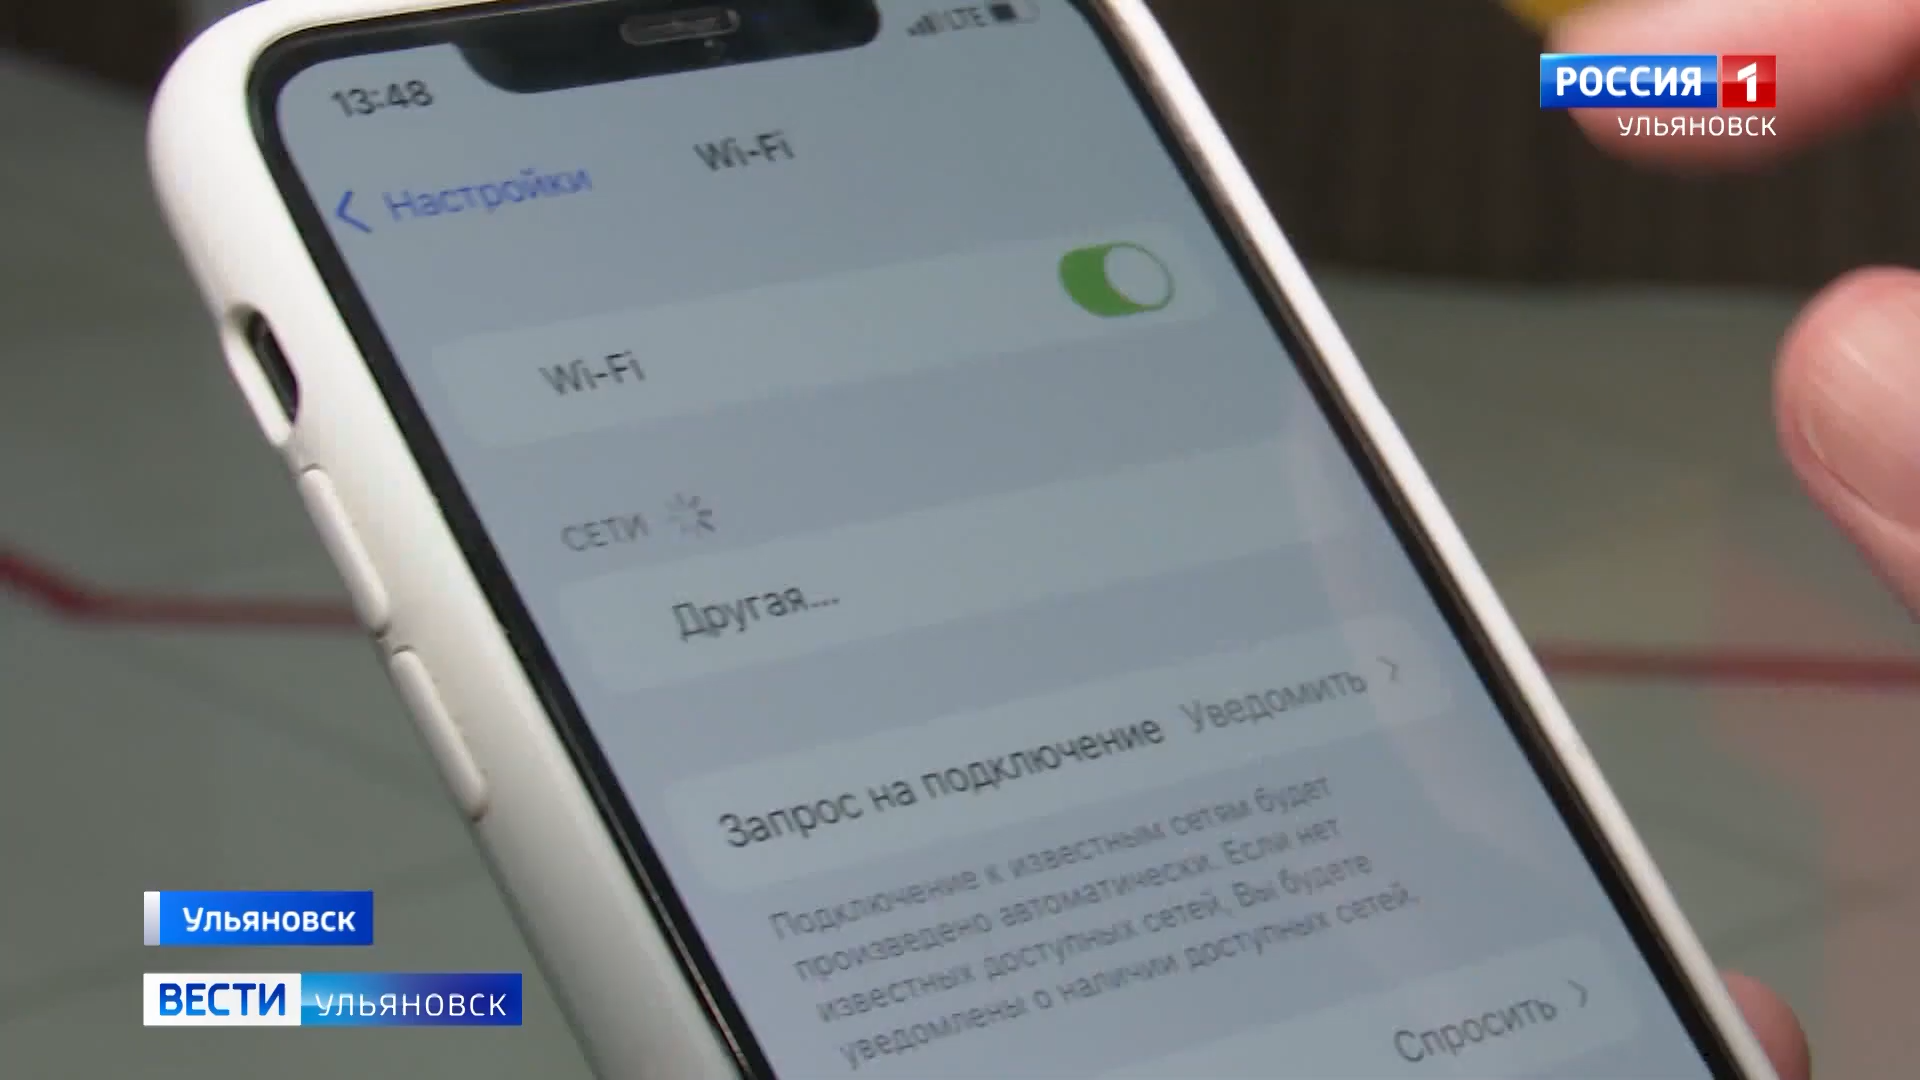 13:48
LTE
РОССИЯ 1
УЛЬЯНОВСК
Настройки
Wi-Fi
Wi-Fi
СЕТИ
Другая...
Запрос на подключение Уведомить
Подключение к известным сетям будет
произведено автоматически. Если нет
известных доступных сетей, Вы будете
уведомлены о наличии доступных сетей.
Спросить
Ульяновск
ВЕСТИ УЛЬЯНОВСК